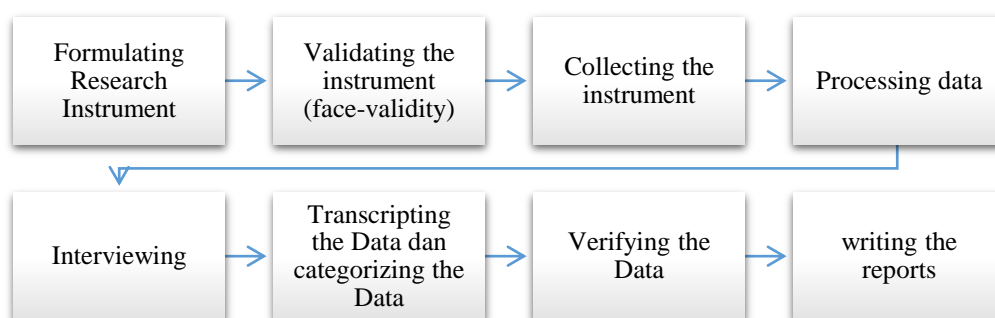 Formulating
Research
Instrument
Validating the
instrument
(face-validity)
Collecting the
instrument
Processing data
Interviewing
Transcripting
the Data dan
categorizing the
Data
Verifying the
Data
writing the
reports